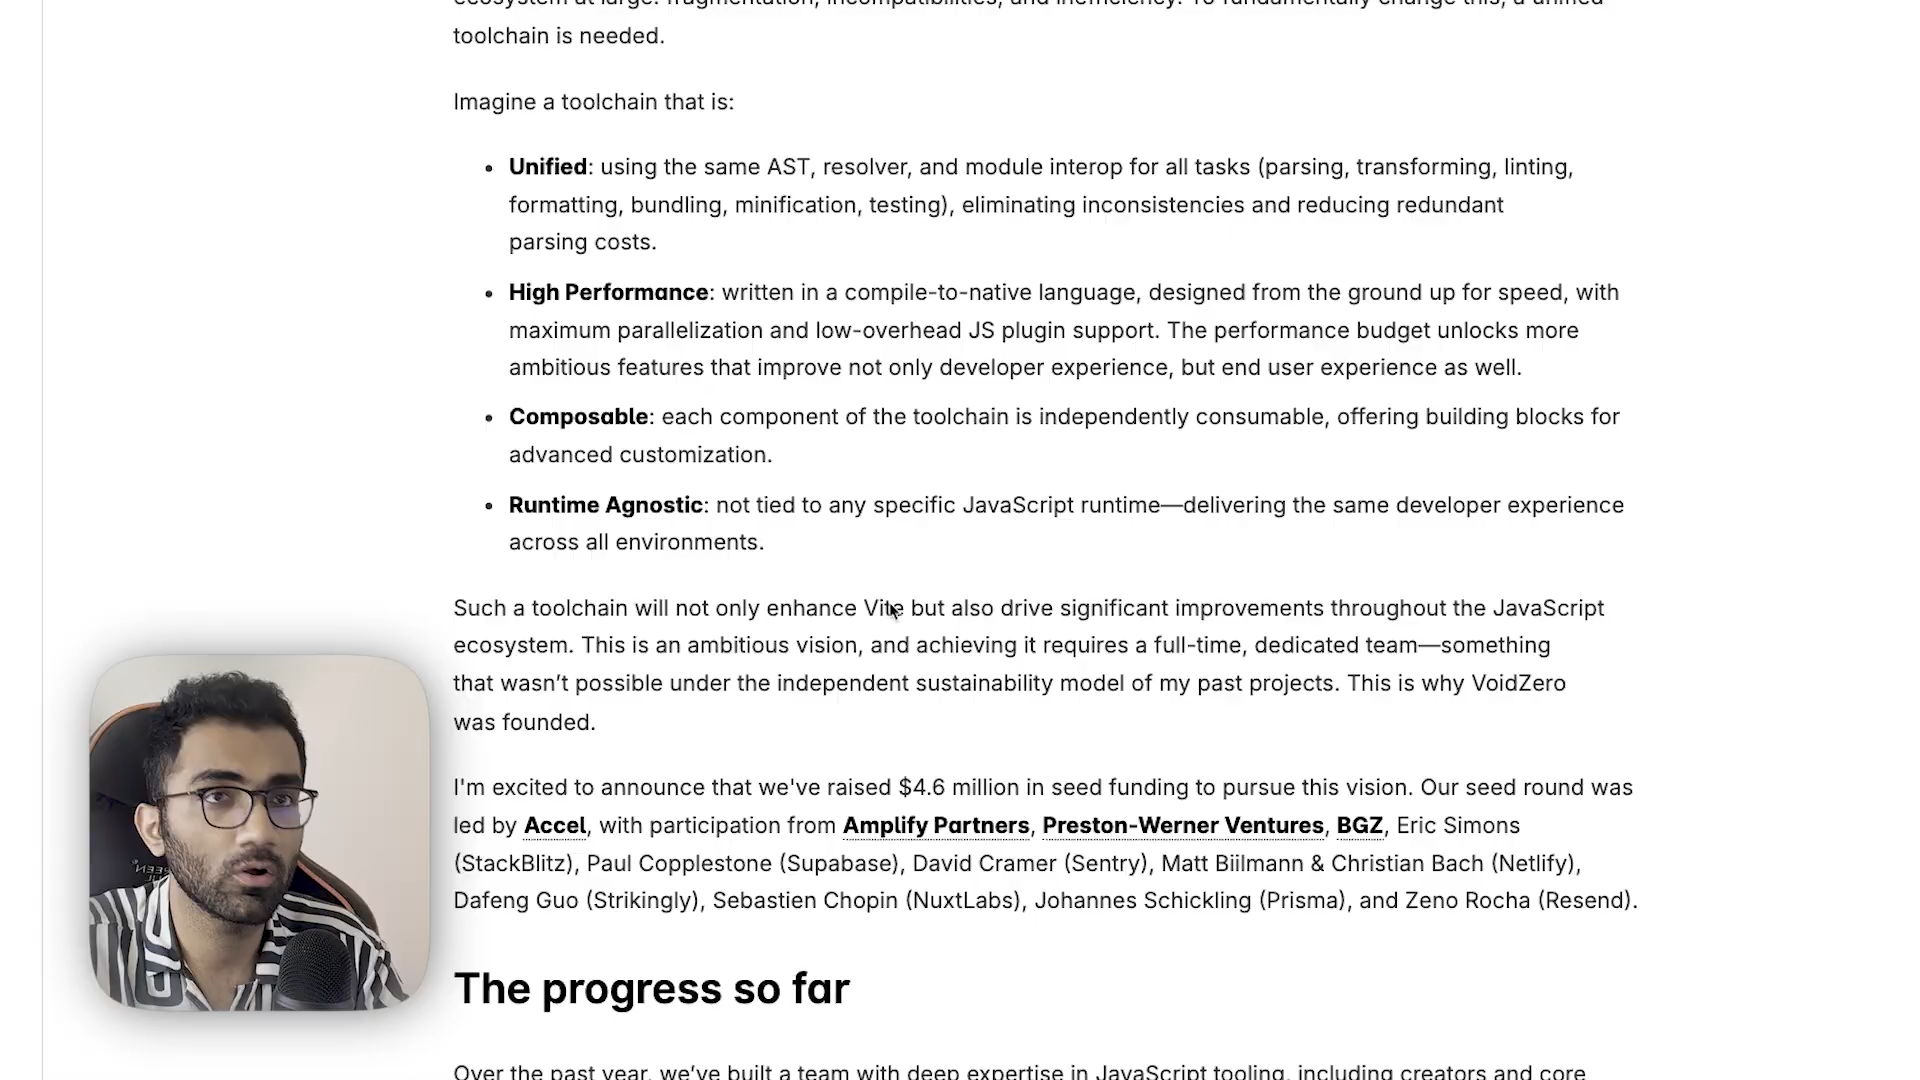 ecosystem at large: fragmentation, incompatibilities, and inefficiency. To fundamentally change this, a unified
toolchain is needed.
Imagine a toolchain that is:
• Unified: using the same AST, resolver, and module interop for all tasks (parsing, transforming, linting,
formatting, bundling, minification, testing), eliminating inconsistencies and reducing redundant
parsing costs.
• High Performance: written in a compile-to-native language, designed from the ground up for speed, with
maximum parallelization and low-overhead JS plugin support. The performance budget unlocks more
ambitious features that improve not only developer experience, but end user experience as well.
• Composable: each component of the toolchain is independently consumable, offering building blocks for
advanced customization.
• Runtime Agnostic: not tied to any specific JavaScript runtime—delivering the same developer experience
across all environments.
Such a toolchain will not only enhance Vite but also drive significant improvements throughout the JavaScript
ecosystem. This is an ambitious vision, and achieving it requires a full-time, dedicated team—something
that wasn’t possible under the independent sustainability model of my past projects. This is why VoidZero
was founded.
I'm excited to announce that we've raised $4.6 million in seed funding to pursue this vision. Our seed round was
led by Accel, with participation from Amplify Partners, Preston-Werner Ventures, BGZ, Eric Simons
(StackBlitz), Paul Copplestone (Supabase), David Cramer (Sentry), Matt Biilmann & Christian Bach (Netlify),
Dafeng Guo (Strikingly), Sebastien Chopin (NuxtLabs), Johannes Schickling (Prisma), and Zeno Rocha (Resend).
The progress so far
Over the past year, we’ve built a team with deep expertise in JavaScript tooling, including creators and core